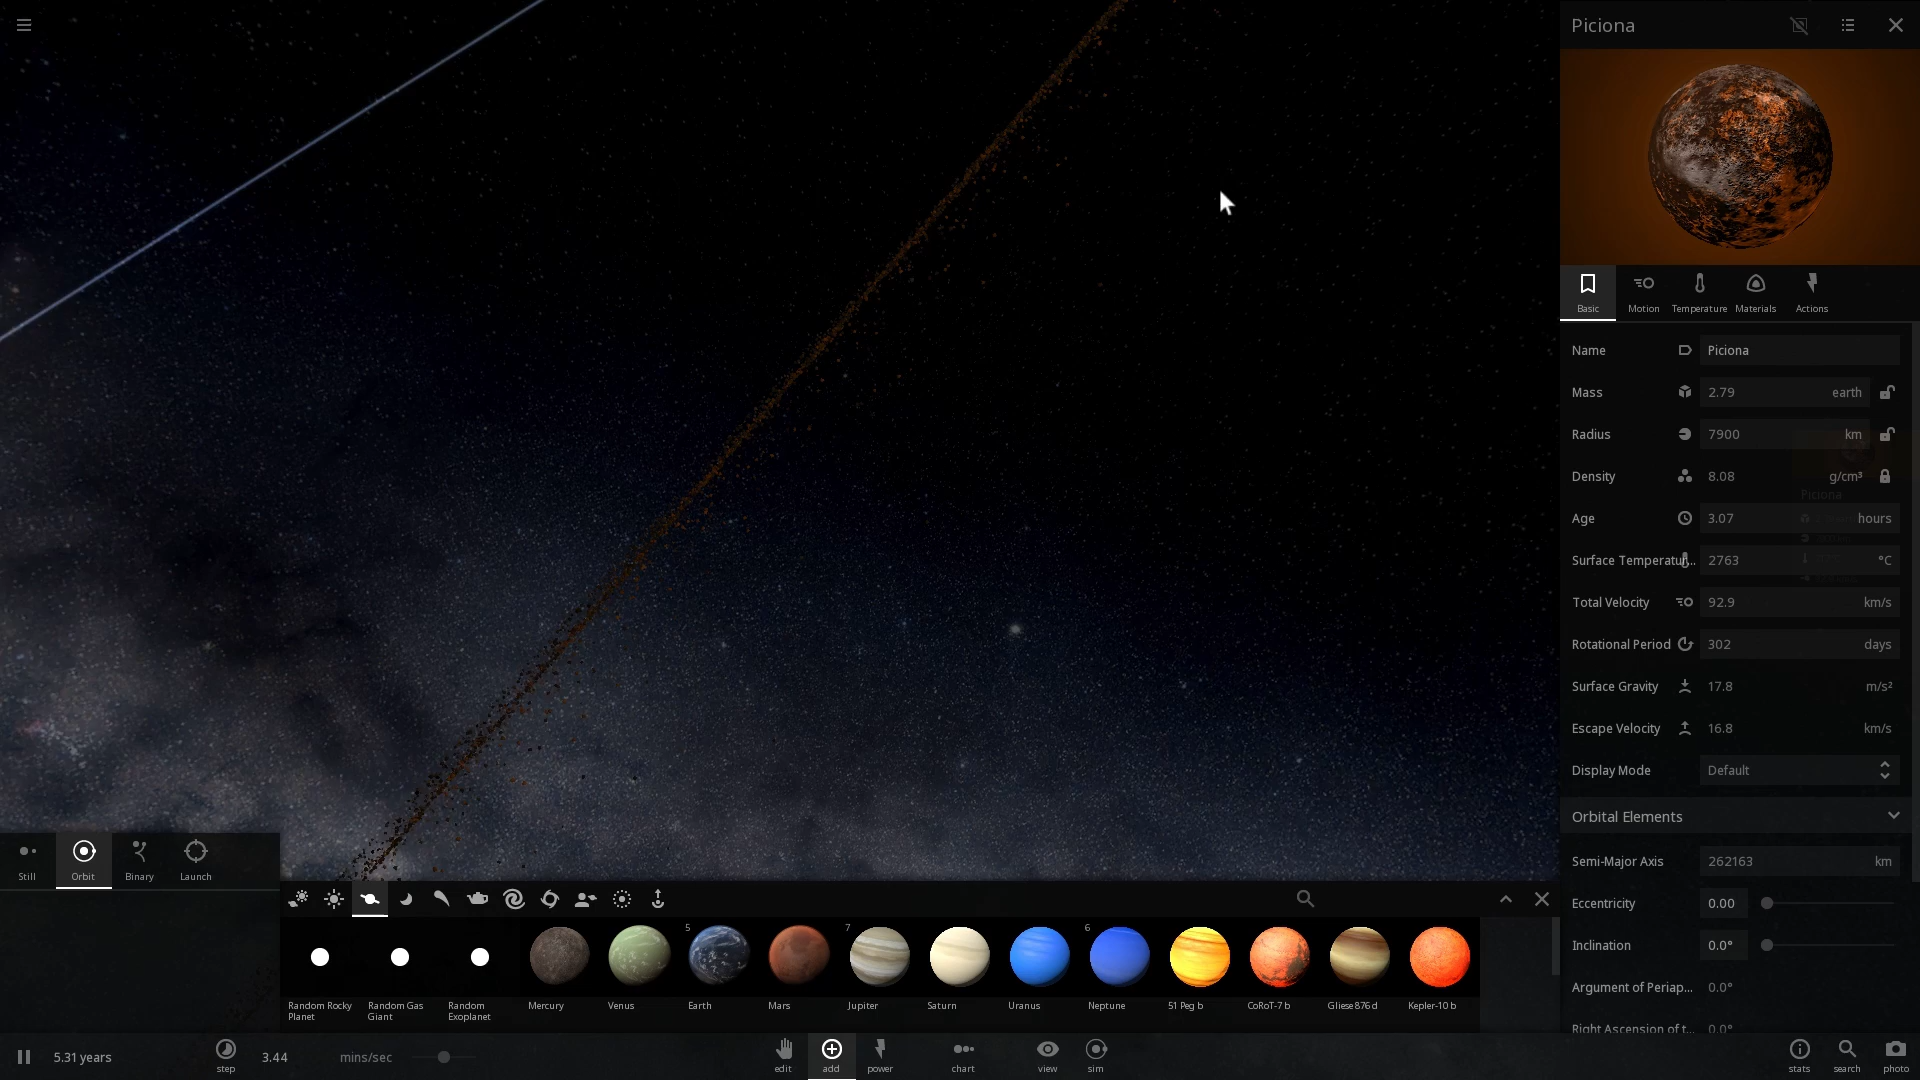 Piciona
Basic
Motion
Temperature
Materials
Actions
Name
Piciona
Mass
2.79
earth
Radius
7900
km
Density
8.08
g/cm³
Piciona
Age
3.07
hours
Surface Temperatur...
2763
°C
Total Velocity
92.9
km/s
Rotational Period
302
days
Surface Gravity
17.8
m/s²
Escape Velocity
16.8
km/s
Display Mode
Default
Orbital Elements
Semi-Major Axis
262163
km
Eccentricity
0.00
Inclination
0.0°
Argument of Periap...
0.0°
Right Ascension of t...
0.0°
Still
Orbit
Binary
Launch
5
7
6
Random Rocky
Planet
Random Gas
Giant
Random
Exoplanet
Mercury
Venus
Earth
Mars
Jupiter
Saturn
Uranus
Neptune
51 Peg b
CoRoT-7 b
Gliese 876 d
Kepler-10 b
5.31 years
step
3.44
mins/sec
edit
add
power
chart
view
sim
stats
search
photo